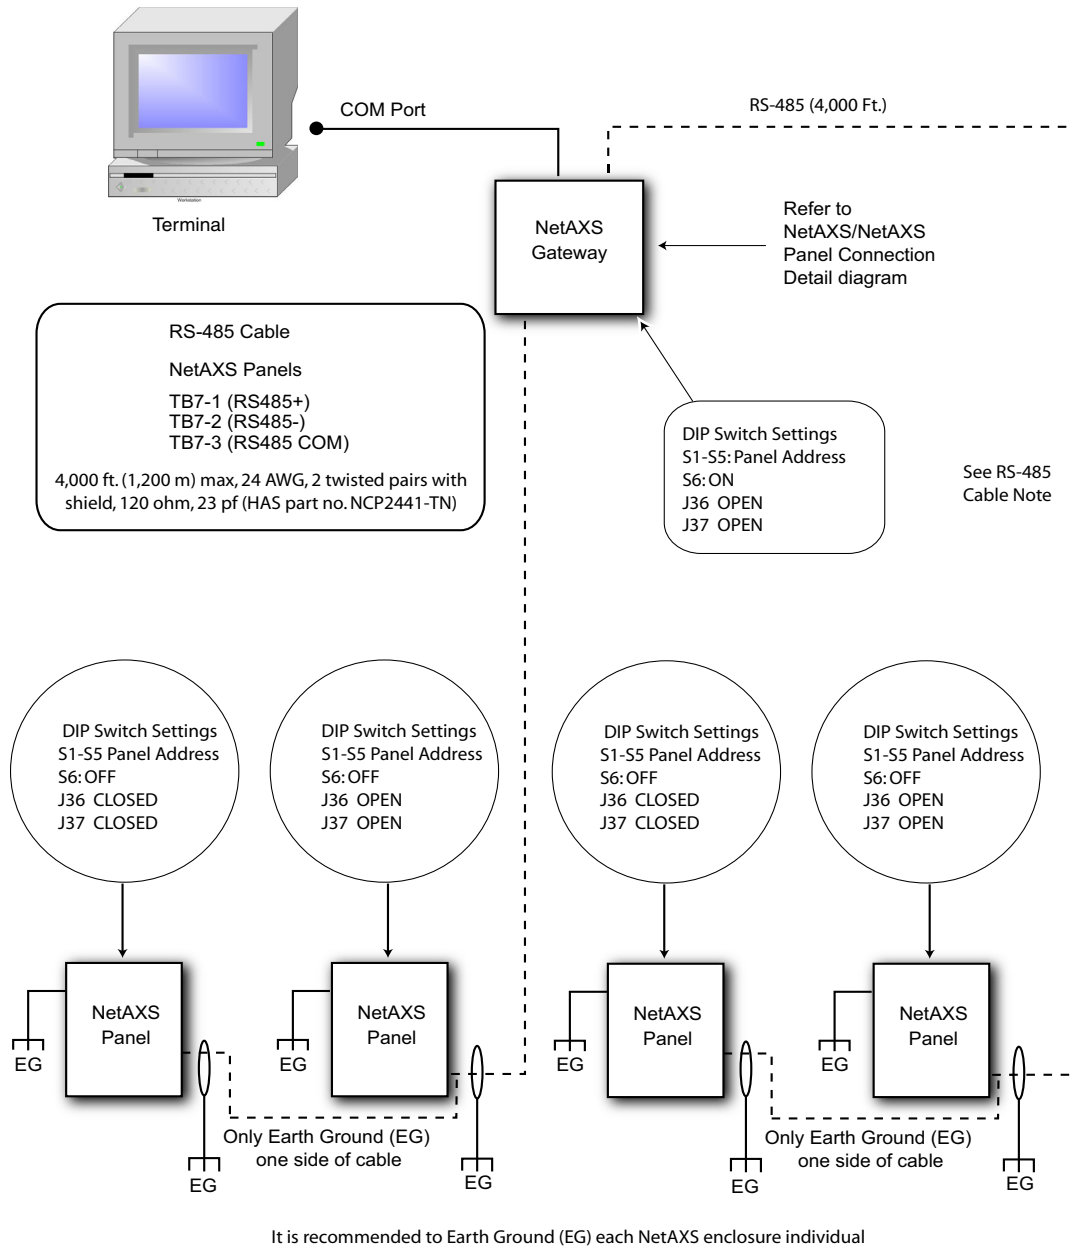 COM Port
RS-485 (4,000 Ft.)
Workstation
Terminal
NetAXS
Gateway
Refer to
NetAXS/NetAXS
Panel Connection
Detail diagram
RS-485 Cable
NetAXS Panels
TB7-1 (RS485+)
TB7-2 (RS485-)
TB7-3 (RS485 COM)
4,000 ft. (1,200 m) max, 24 AWG, 2 twisted pairs with
shield, 120 ohm, 23 pf (HAS part no. NCP2441-TN)
DIP Switch Settings
S1-S5: Panel Address
S6: ON
J36 OPEN
J37 OPEN
See RS-485
Cable Note
DIP Switch Settings
S1-S5 Panel Address
S6: OFF
J36 CLOSED
J37 CLOSED
DIP Switch Settings
S1-S5 Panel Address
S6: OFF
J36 OPEN
J37 OPEN
DIP Switch Settings
S1-S5 Panel Address
S6: OFF
J36 CLOSED
J37 CLOSED
DIP Switch Settings
S1-S5 Panel Address
S6: OFF
J36 OPEN
J37 OPEN
NetAXS
Panel
NetAXS
Panel
NetAXS
Panel
NetAXS
Panel
EG
EG
EG
EG
Only Earth Ground (EG)
one side of cable
Only Earth Ground (EG)
one side of cable
EG
EG
EG
EG
It is recommended to Earth Ground (EG) each NetAXS enclosure individual